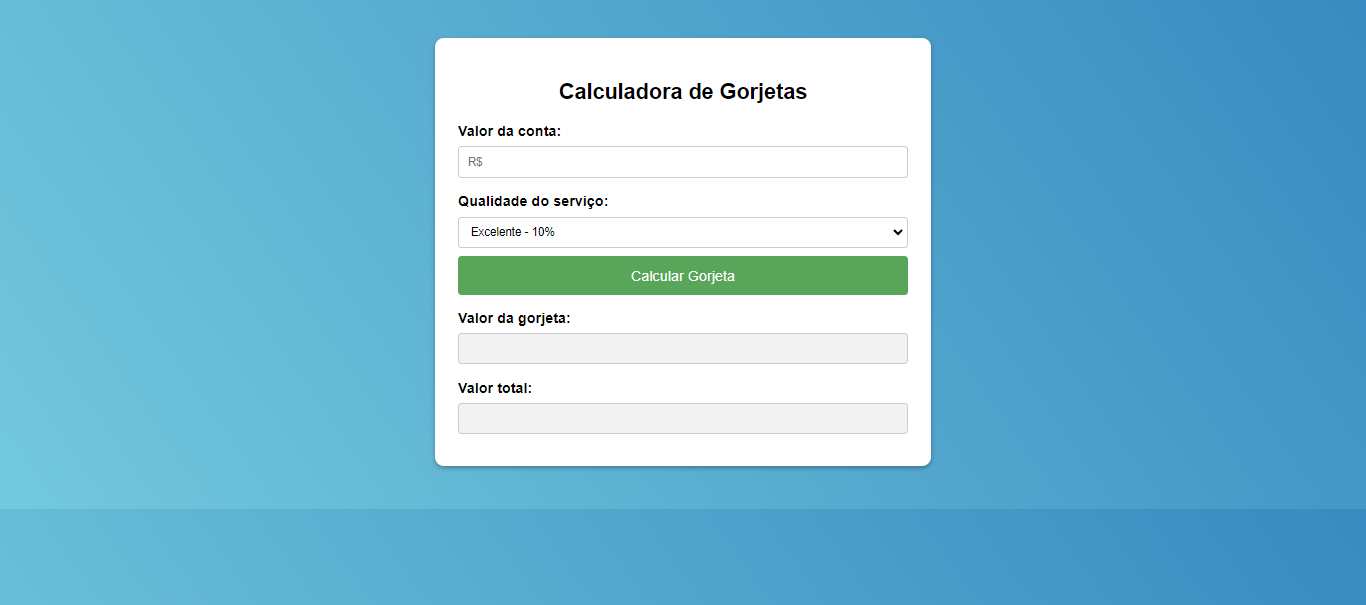 Calculadora de Gorjetas
Valor da conta:
R$
Qualidade do serviço:
Excelente - 10%
Calcular Gorjeta
Valor da gorjeta:
Valor total: